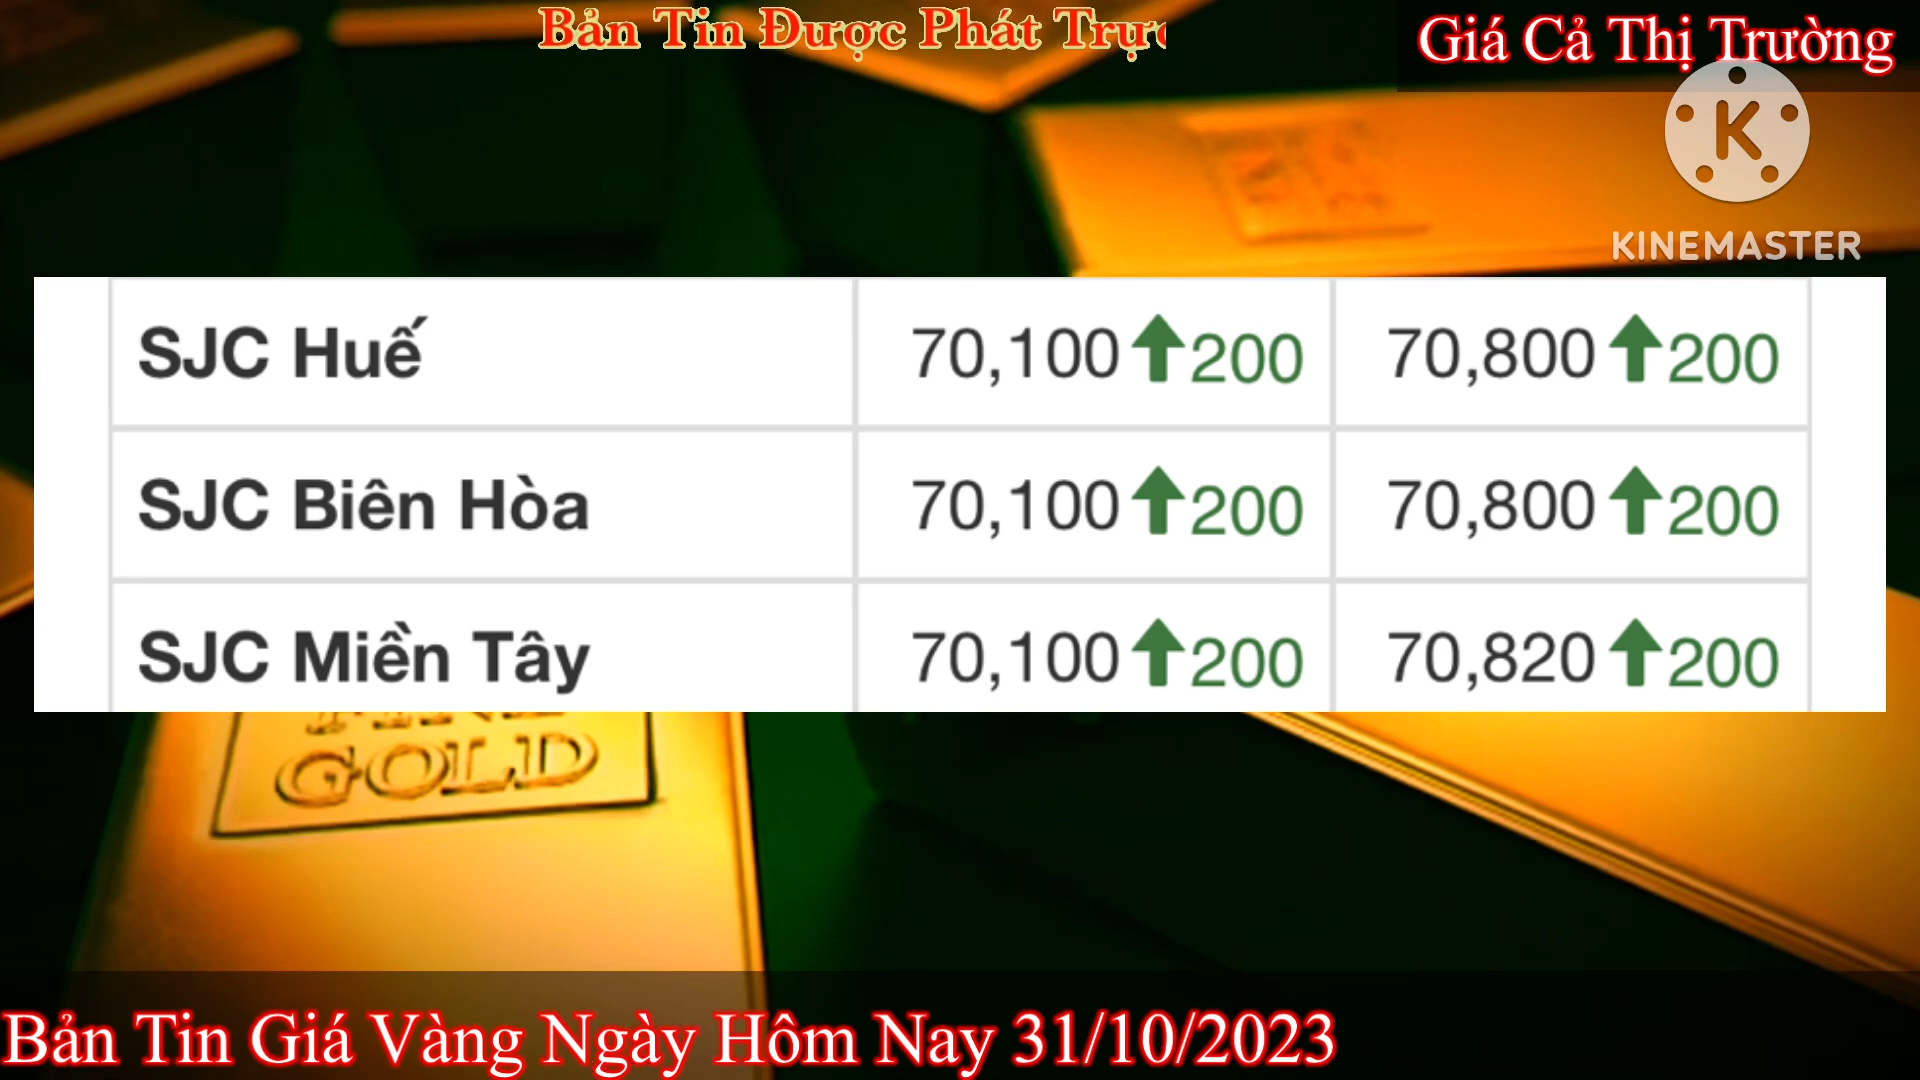 Bản Tin Được Phát Trực
Giá Cả Thị Trường
K
KINEMASTER
SJC Huế 70,100 200 70,800 200
SJC Biên Hòa 70,100 200 70,800 200
SJC Miền Tây 70,100 200 70,820 200
FINE
GOLD
Bản Tin Giá Vàng Ngày Hôm Nay 31/10/2023